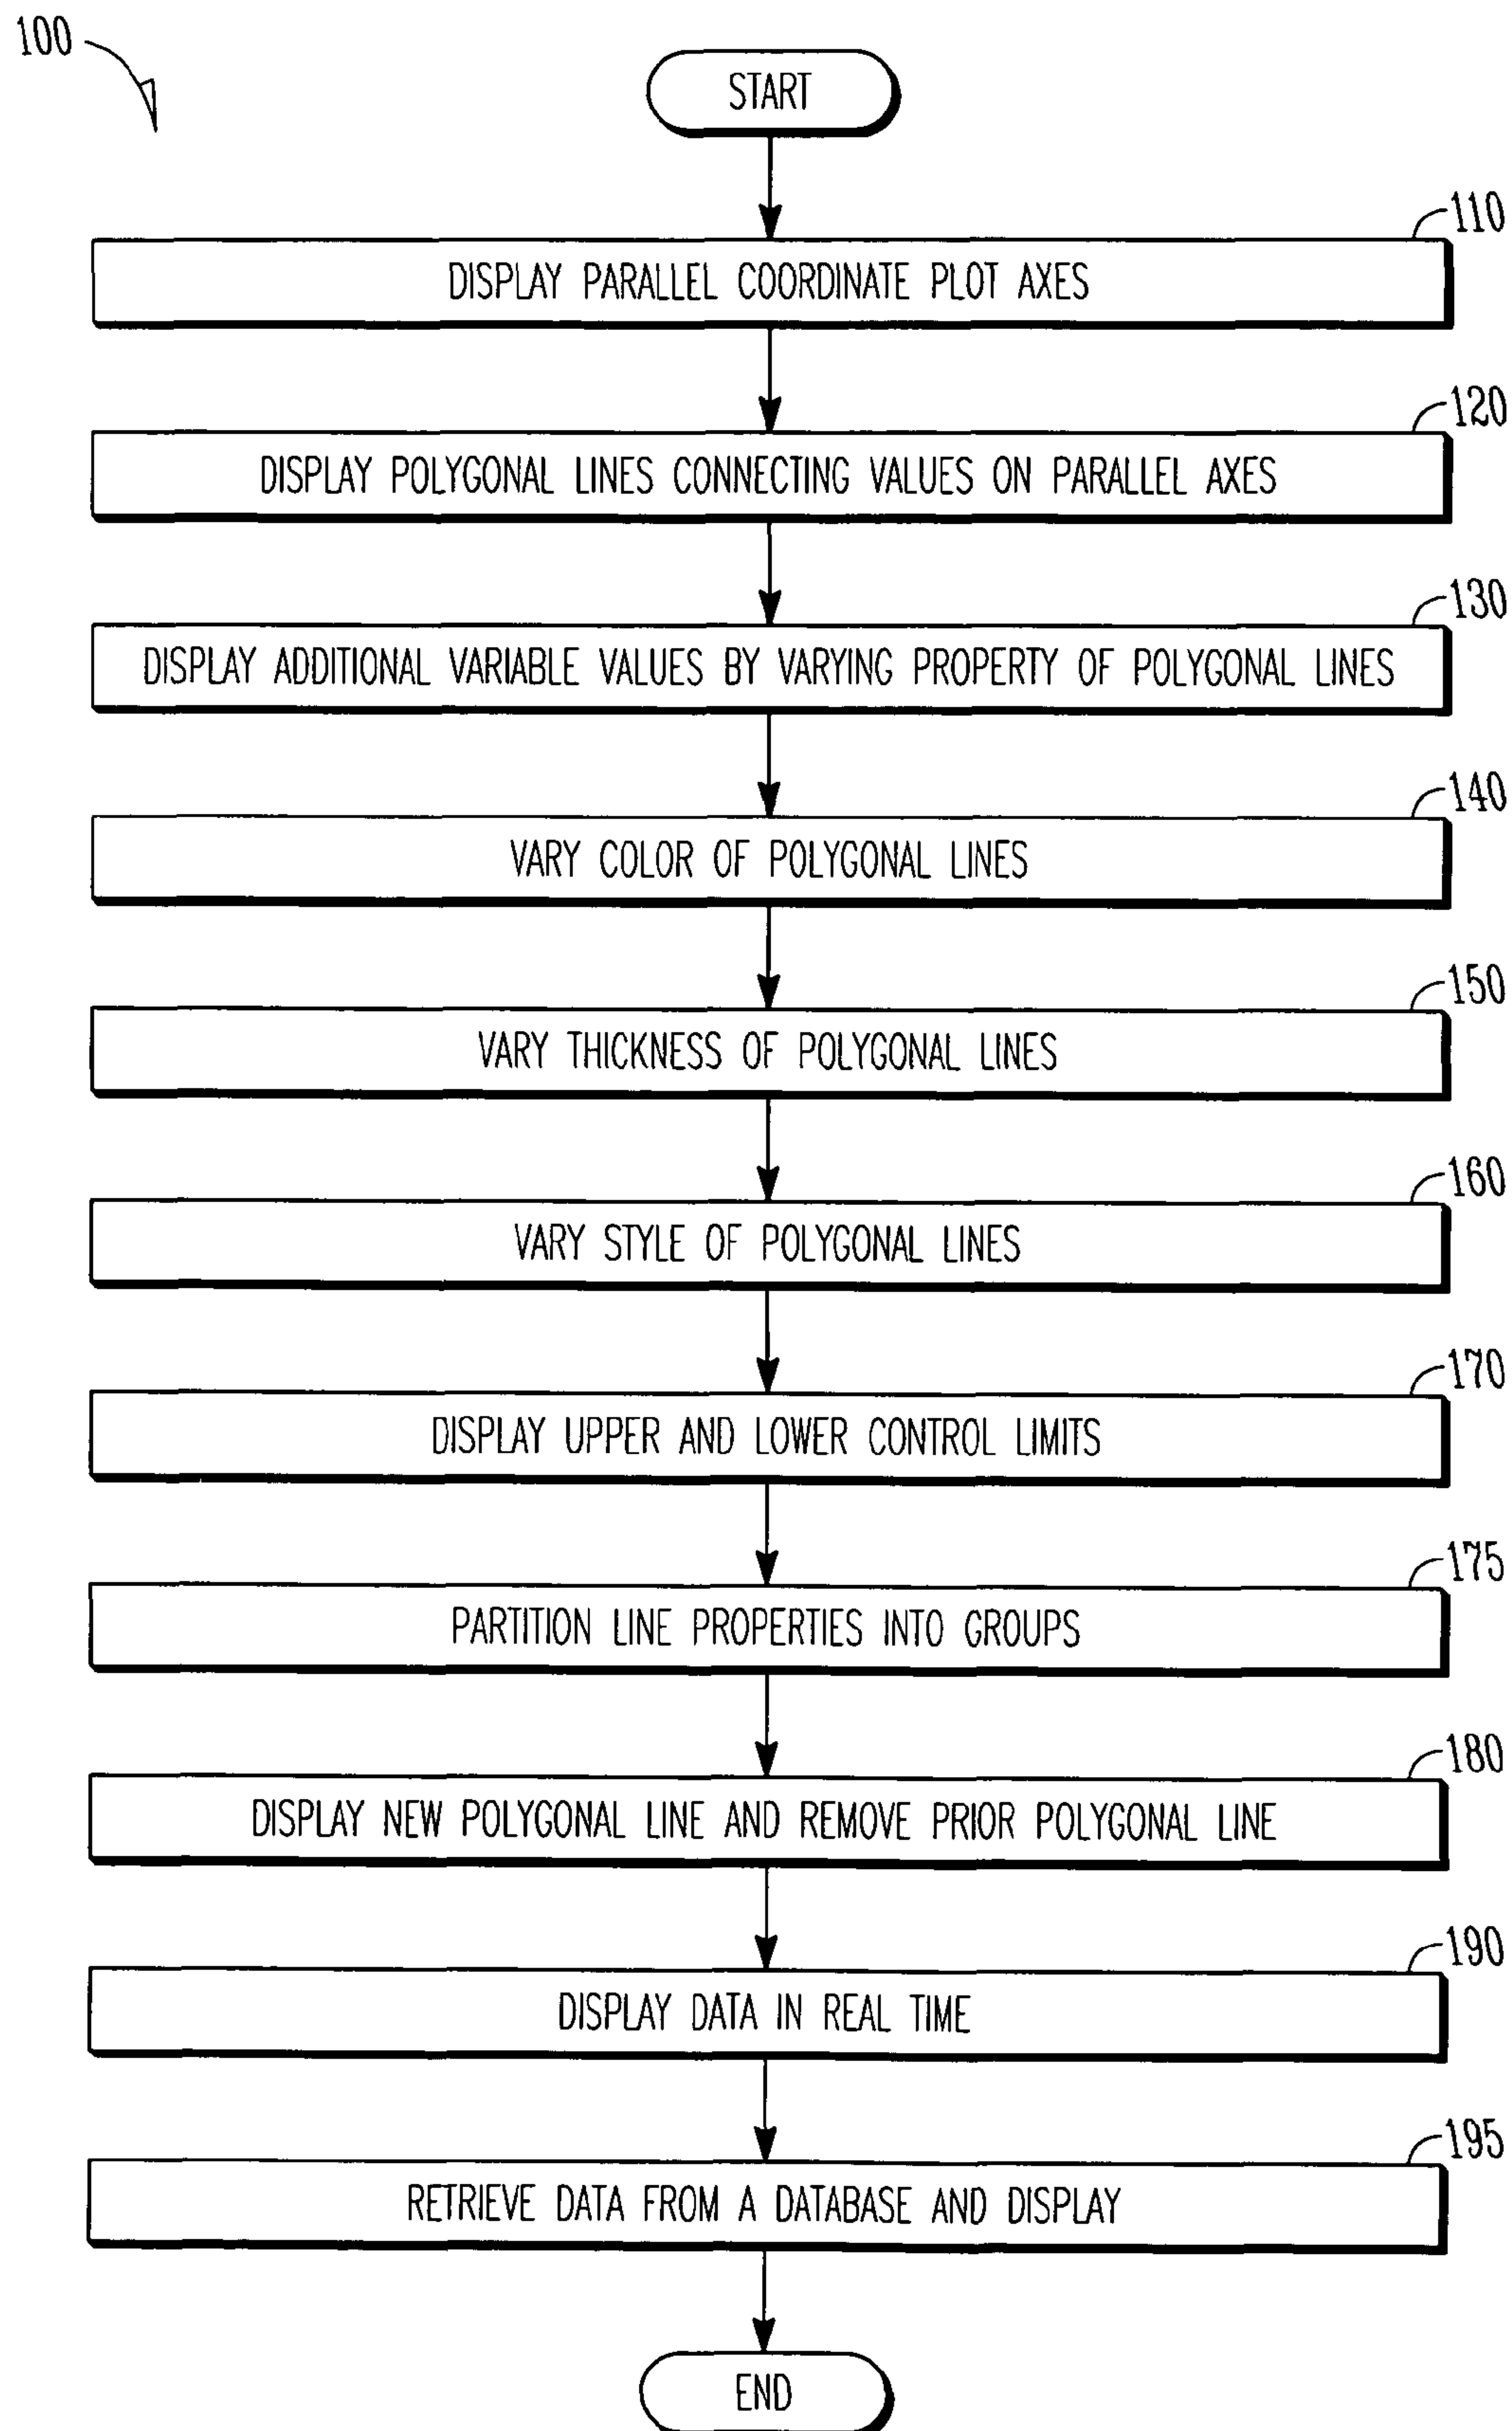 100
START
110
DISPLAY PARALLEL COORDINATE PLOT AXES
120
DISPLAY POLYGONAL LINES CONNECTING VALUES ON PARALLEL AXES
130
DISPLAY ADDITIONAL VARIABLE VALUES BY VARYING PROPERTY OF POLYGONAL LINES
140
VARY COLOR OF POLYGONAL LINES
150
VARY THICKNESS OF POLYGONAL LINES
160
VARY STYLE OF POLYGONAL LINES
170
DISPLAY UPPER AND LOWER CONTROL LIMITS
175
PARTITION LINE PROPERTIES INTO GROUPS
180
DISPLAY NEW POLYGONAL LINE AND REMOVE PRIOR POLYGONAL LINE
190
DISPLAY DATA IN REAL TIME
195
RETRIEVE DATA FROM A DATABASE AND DISPLAY
END